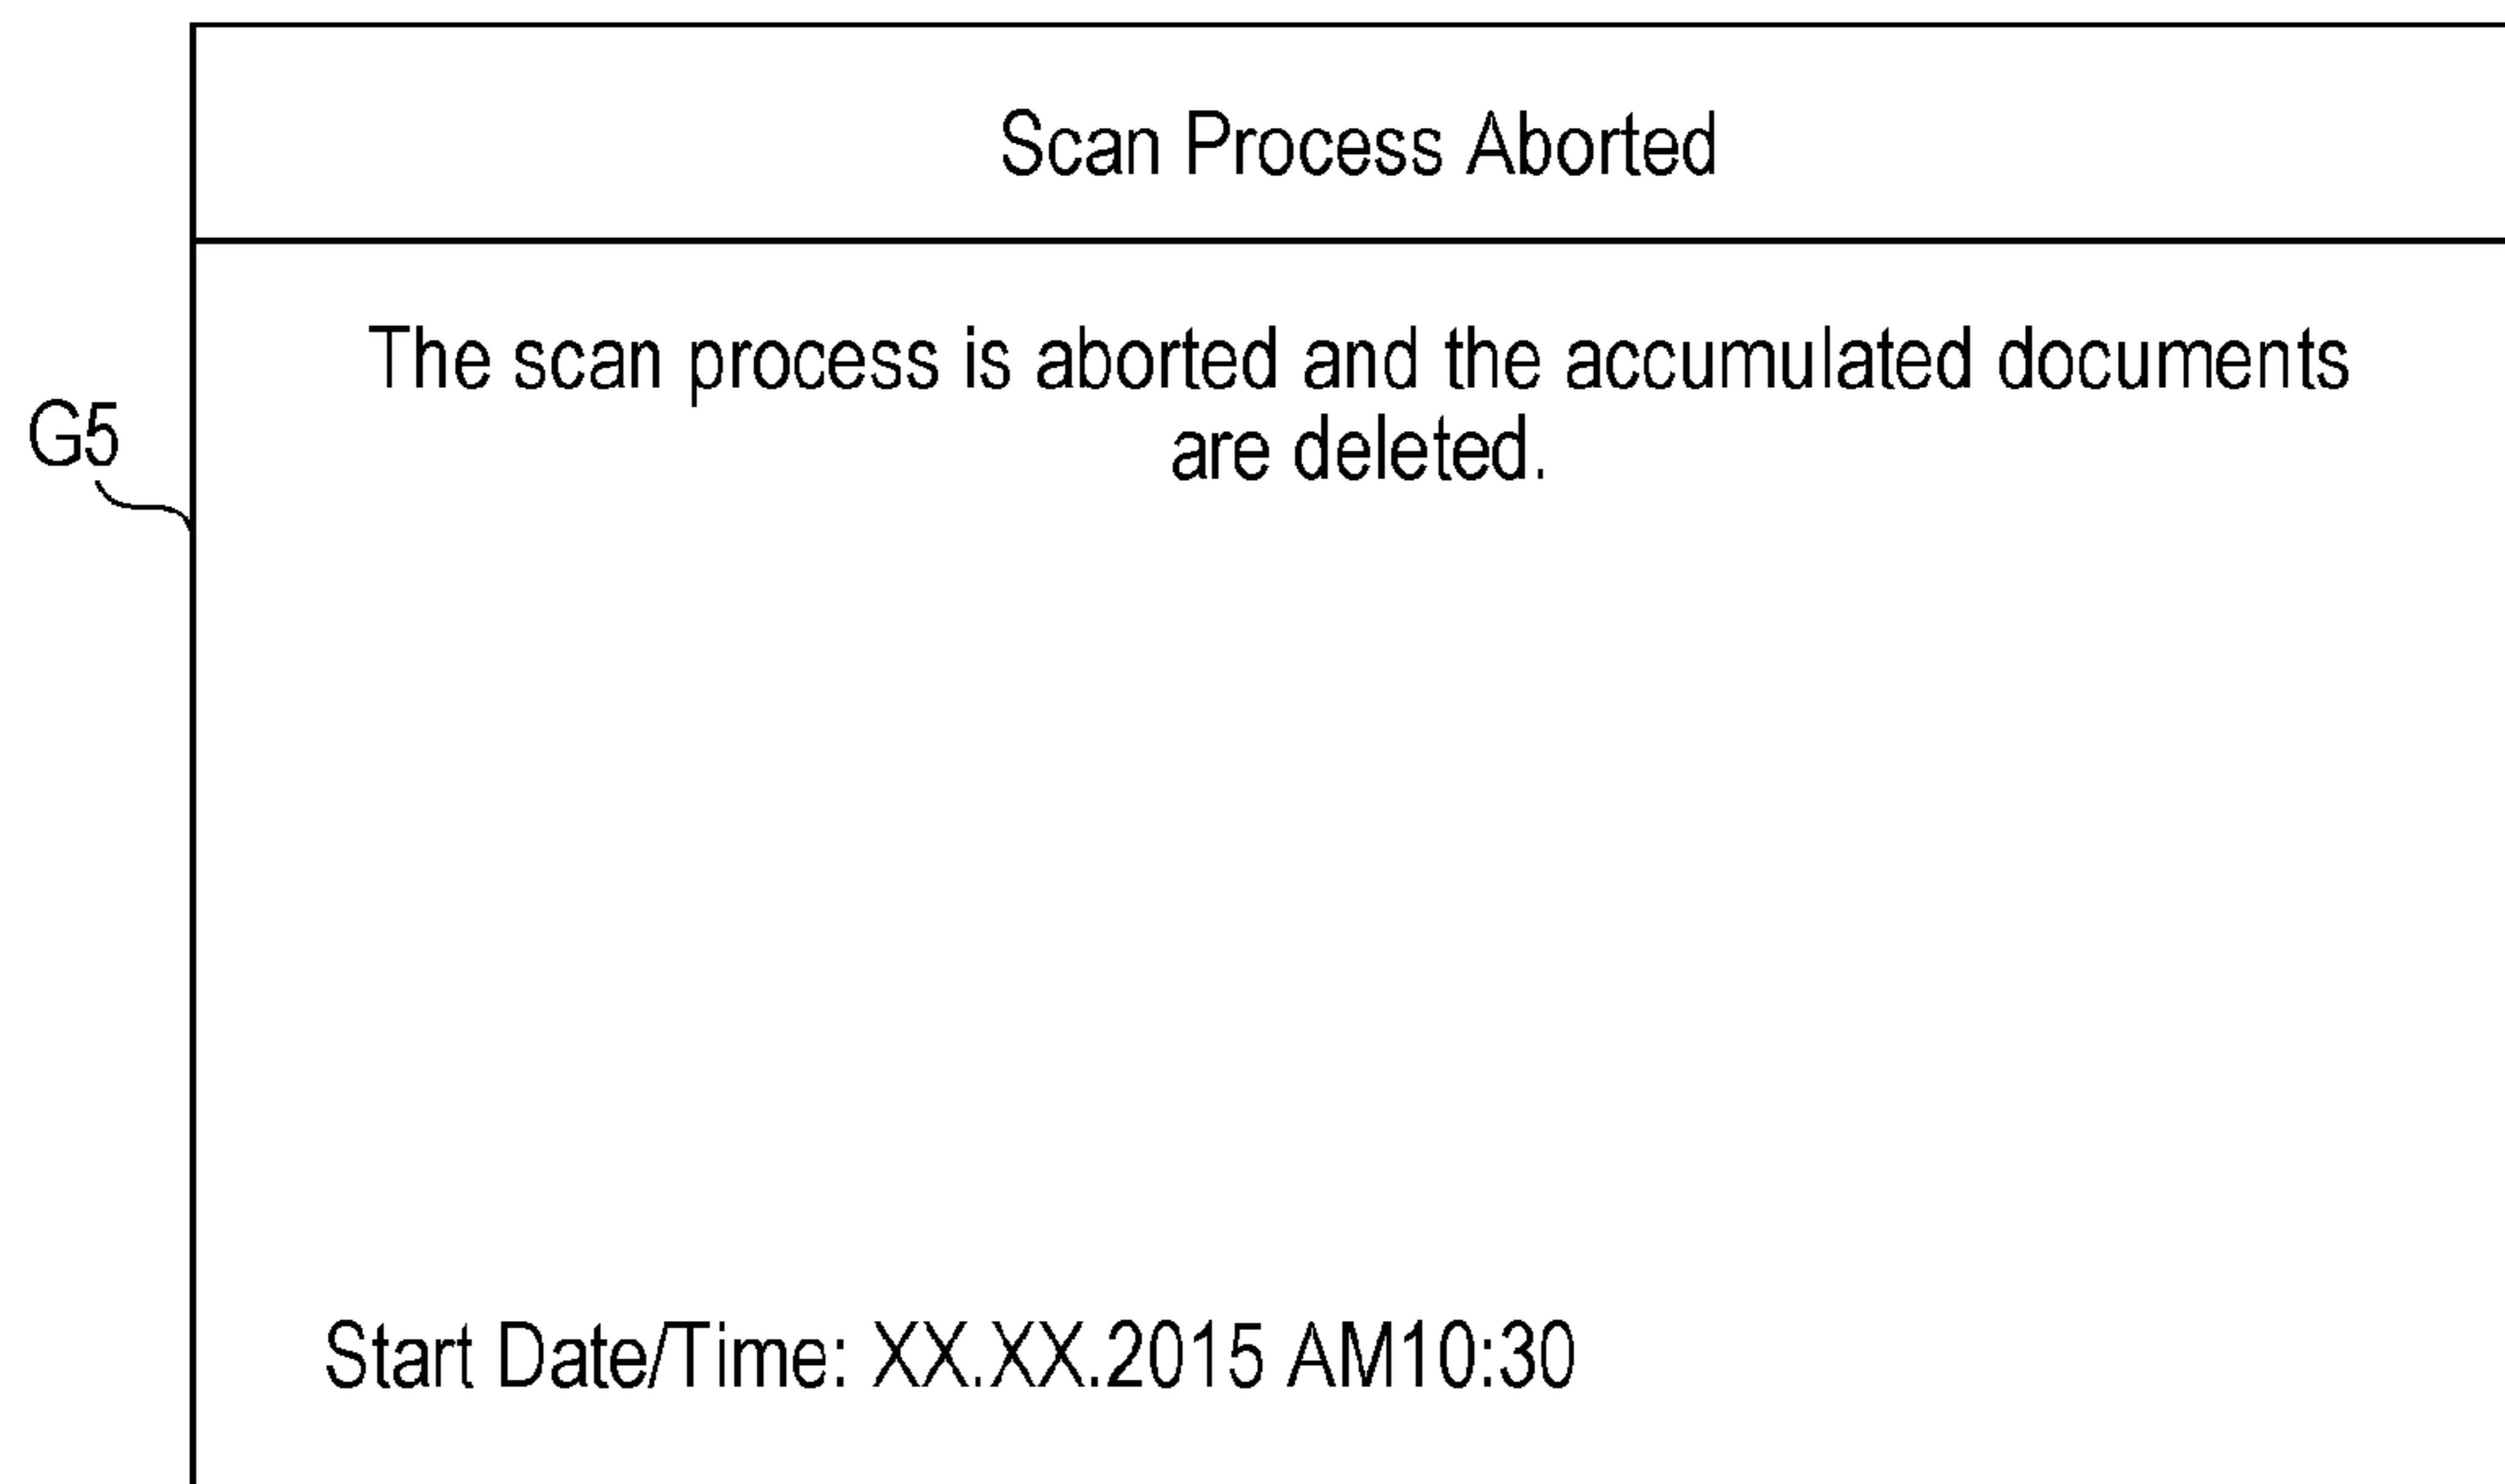 Scan Process Aborted
The scan process is aborted and the accumulated documents
are deleted.
G5
Start Date/Time: XX.XX.2015 AM10:30